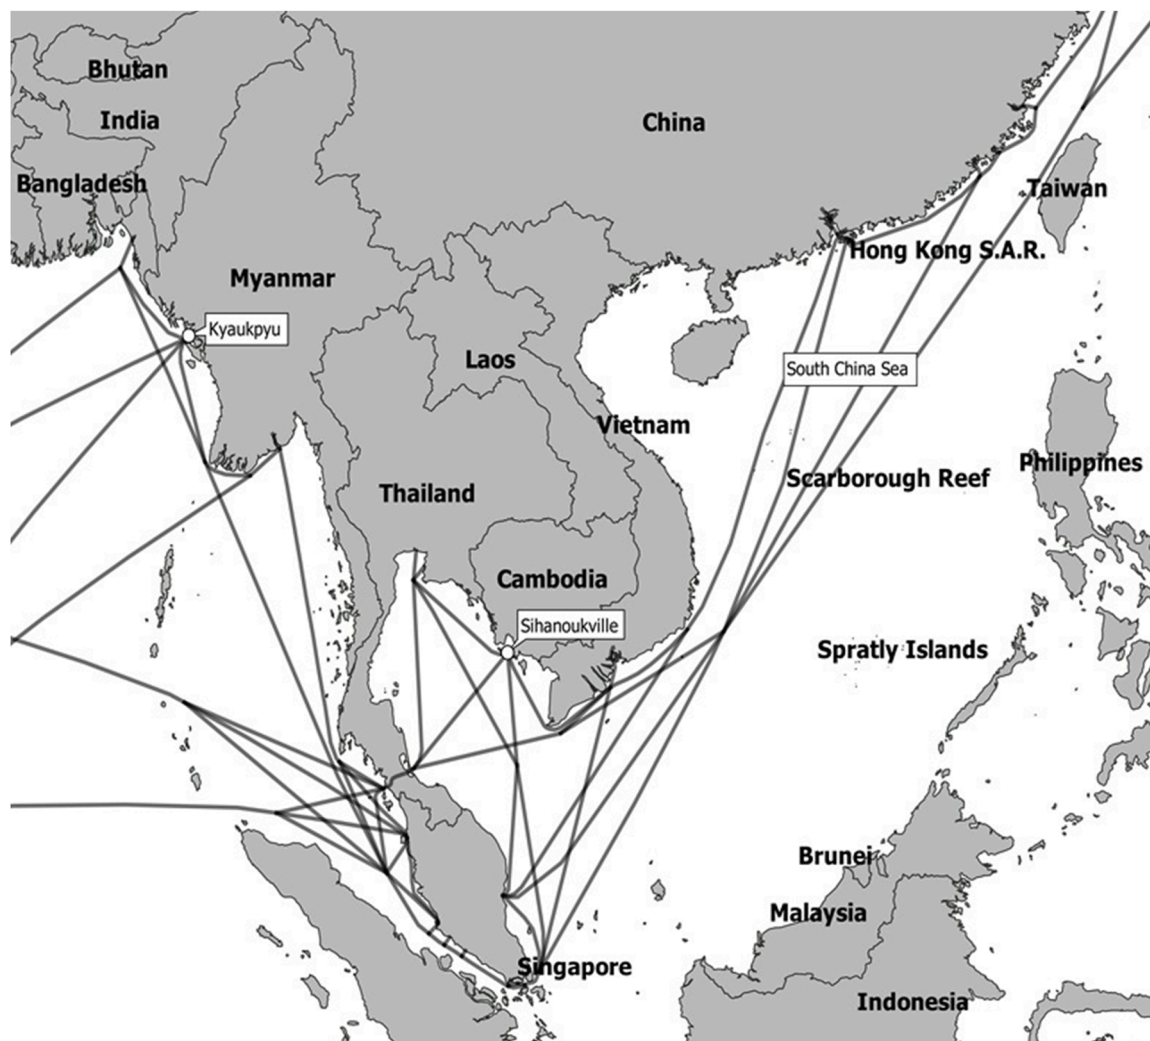 Bhutan
India
China
Bangladesh
Taiwan
Hong Kong S.A.R.
Myanmar
Kyaukpyu
Laos
South China Sea
Vietnam
Philippines
Scarborough Reef
Thailand
Cambodia
Sihanoukville
Spratly Islands
Brunei
Malaysia
Singapore
Indonesia